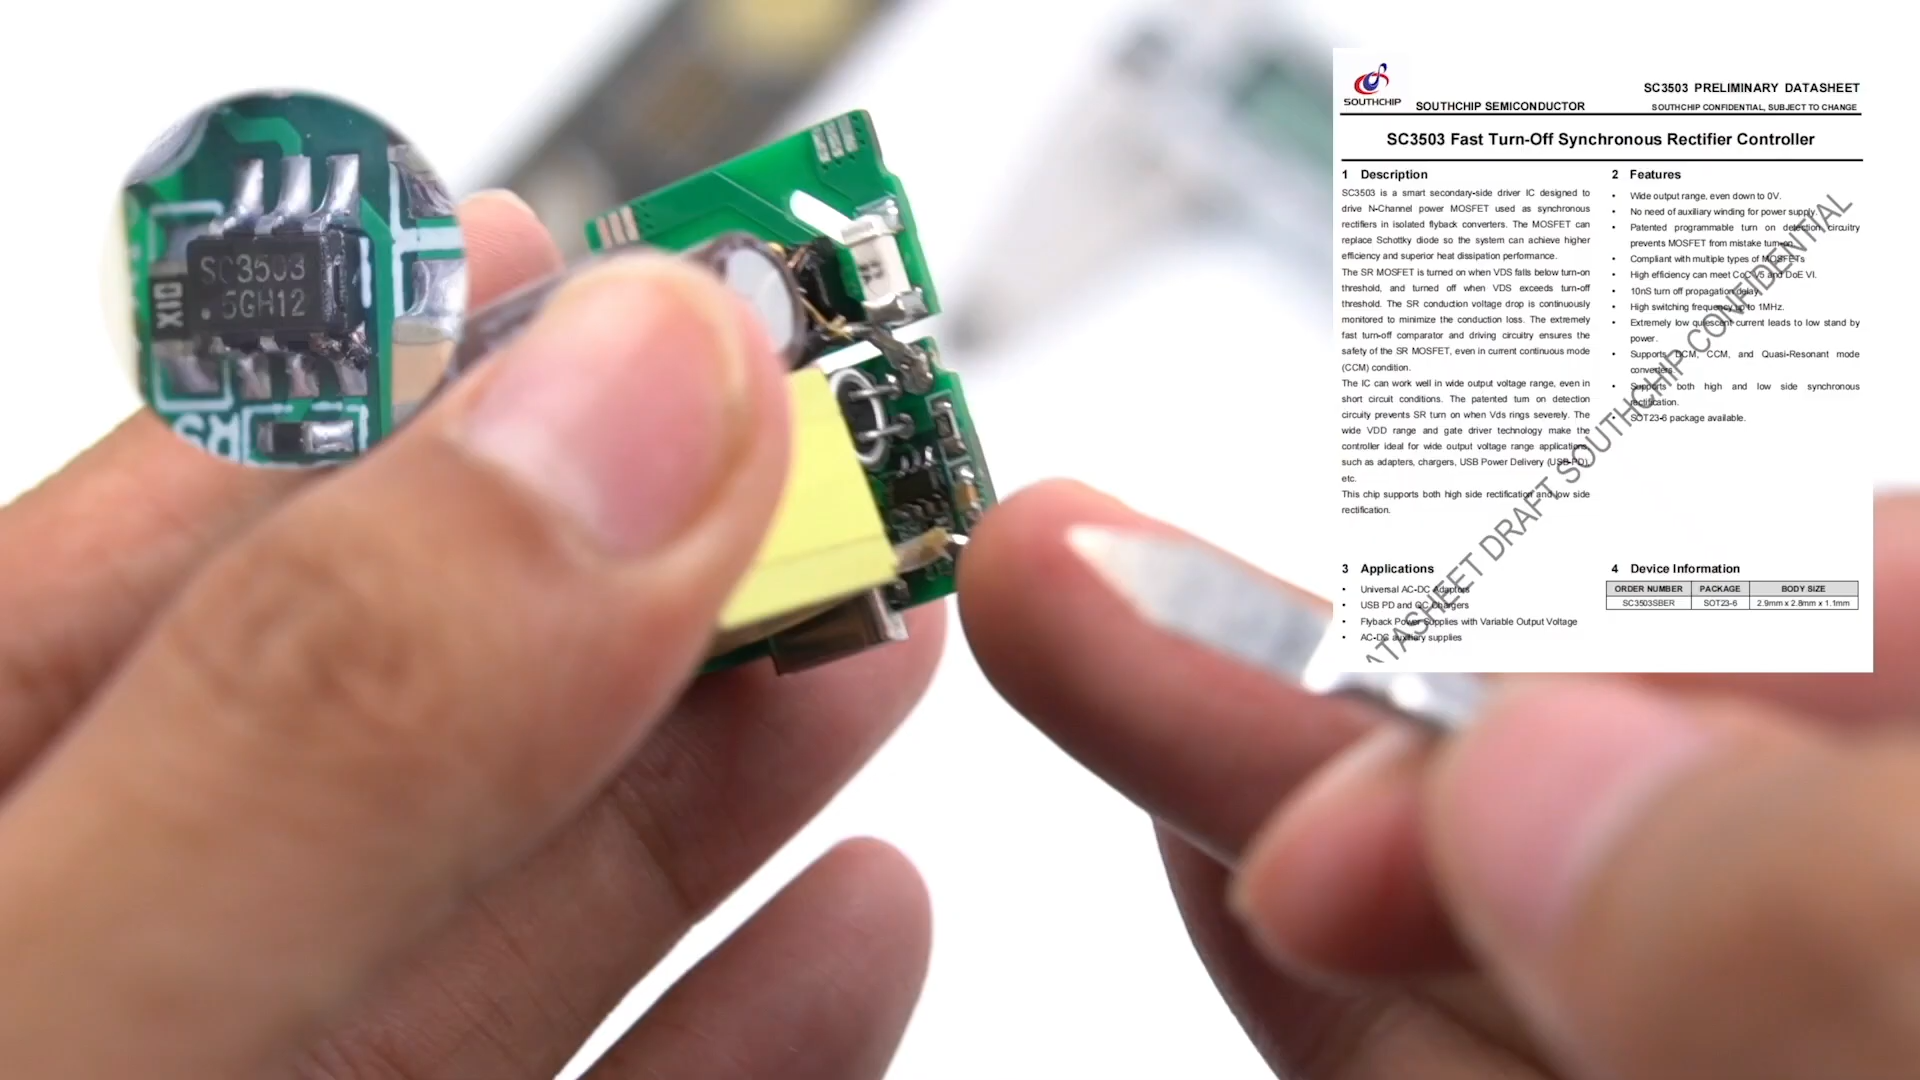 SC3503
5GH12
XIO
R3
SOUTHCHIP
SOUTHCHIP SEMICONDUCTOR
SC3503 PRELIMINARY DATASHEET
SOUTHCHIP CONFIDENTIAL, SUBJECT TO CHANGE
SC3503 Fast Turn-Off Synchronous Rectifier Controller
1 Description
SC3503 is a smart secondary-side driver IC designed to
drive N-Channel power MOSFET used as synchronous
rectifiers in isolated flyback converters. The MOSFET can
replace Schottky diode so the system can achieve higher
efficiency and superior heat dissipation performance.
The SR MOSFET is turned on when VDS falls below turn-on
threshold, and turned off when VDS exceeds turn-off
threshold. The SR conduction voltage drop is continuously
monitored to minimize the conduction loss. The extremely
fast turn-off comparator and driving circuitry ensures the
safety of the SR MOSFET, even in current continuous mode
(CCM) condition.
The IC can work well in wide output voltage range, even in
short circuit conditions. The patented turn on detection
circuity prevents SR turn on when Vds rings severely. The
wide VDD range and gate driver technology make the
controller ideal for wide output voltage range applications,
such as adapters, chargers, USB Power Delivery (USB-PD),
etc.
This chip supports both high side rectification and low side
rectification.
2 Features
• Wide output range, even down to 0V.
• No need of auxiliary winding for power supply.
• Patented programmable turn on detection circuitry
prevents MOSFET from mistake turn-on.
• Compliant with multiple types of MOSFETs
• High efficiency can meet CoC V5 and DoE VI.
• 10nS turn off propagation delay.
• High switching frequency up to 1MHz.
• Extremely low quiescent current leads to low stand by
power.
• Supports DCM, CCM, and Quasi-Resonant mode
converters.
• Supports both high and low side synchronous
rectification.
• SOT23-6 package available.
3 Applications
• Universal AC-DC Adaptors
• USB PD and QC Chargers
• Flyback Power Supplies with Variable Output Voltage
• AC-DC auxiliary supplies
4 Device Information
ORDER NUMBER PACKAGE BODY SIZE
SC3503SBER SOT23-6 2.9mm x 2.8mm x 1.1mm
DATASHEET DRAFT SOUTHCHIP SOUTHCHIP CONFIDENTIAL